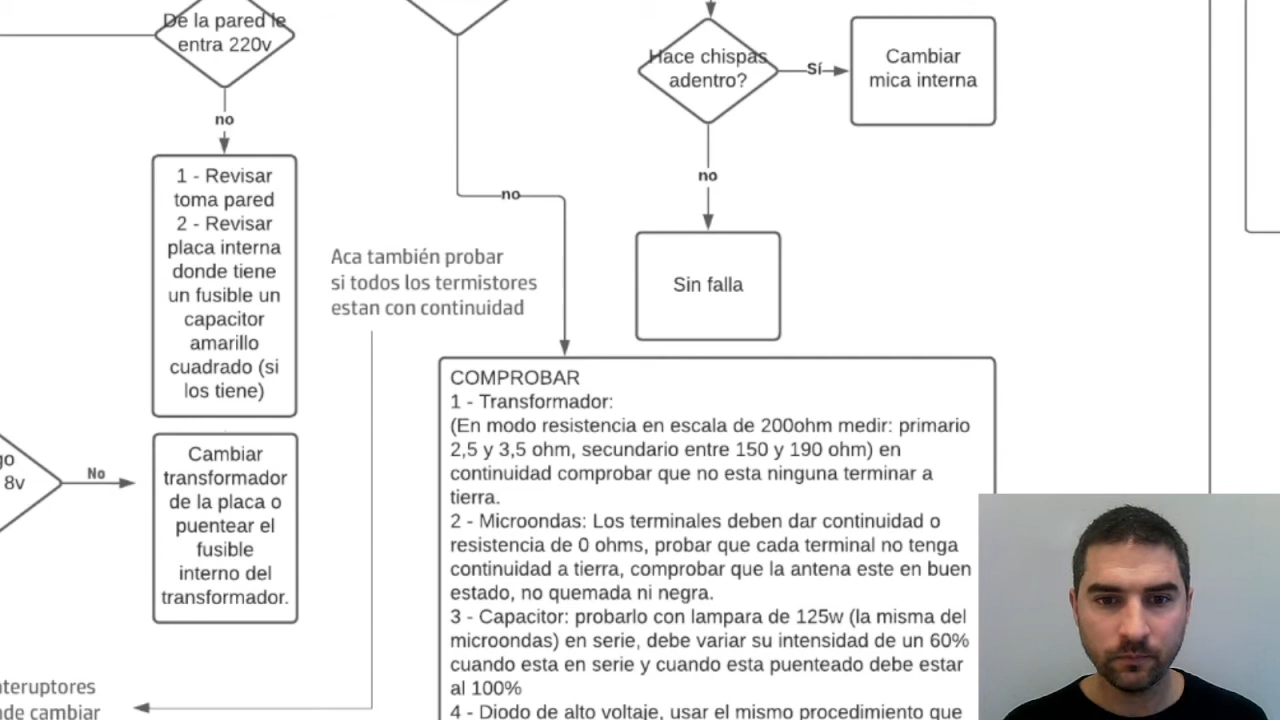 De la pared le
entra 220v
no
1 - Revisar
toma pared
2 - Revisar
placa interna
donde tiene
un fusible un
capacitor
amarillo
cuadrado (si
los tiene)
8v
No
Cambiar
transformador
de la placa o
puentear el
fusible
interno del
transformador.
no
Aca también probar
si todos los termistores
estan con continuidad
Hace chispas
adentro?
Sí
Cambiar
mica interna
no
Sin falla
COMPROBAR
1 - Transformador:
(En modo resistencia en escala de 200ohm medir: primario
2,5 y 3,5 ohm, secundario entre 150 y 190 ohm) en
continuidad comprobar que no esta ninguna terminar a
tierra.
2 - Microondas: Los terminales deben dar continuidad o
resistencia de 0 ohms, probar que cada terminal no tenga
continuidad a tierra, comprobar que la antena este en buen
estado, no quemada ni negra.
3 - Capacitor: probarlo con lampara de 125w (la misma del
microondas) en serie, debe variar su intensidad de un 60%
cuando esta en serie y cuando esta puenteado debe estar
al 100%
4 - Diodo de alto voltaje, usar el mismo procedimiento que
cambiar